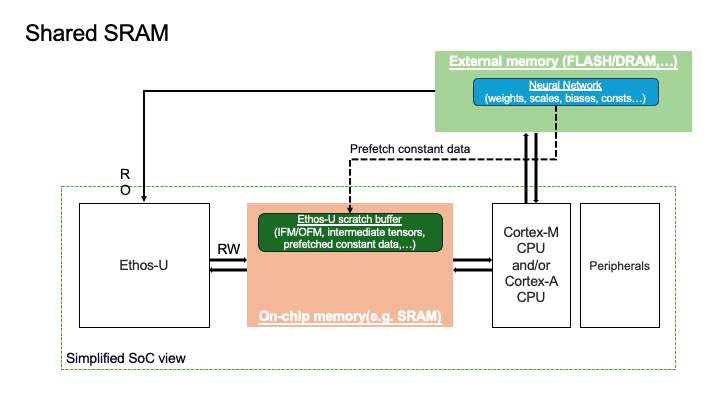 Shared SRAM
External memory (FLASH/DRAM,...)
Neural Network
(weights, scales, biases, consts...)
Prefetch constant data
R
O
Ethos-U scratch buffer
(IFM/OFM, intermediate tensors,
prefetched constant data,...)
Ethos-U
RW
On-chip memory(e.g. SRAM)
Cortex-M
CPU
and/or
Cortex-A
CPU
Peripherals
Simplified SoC view